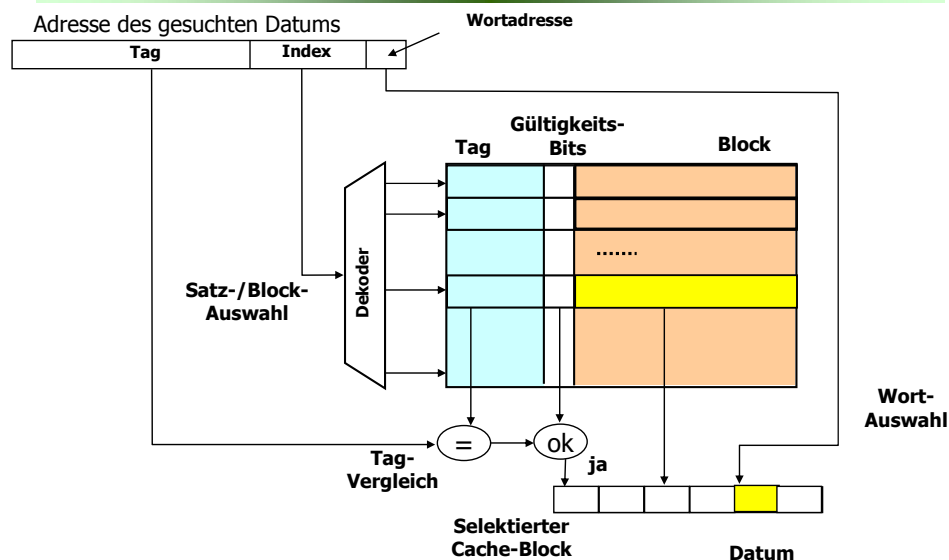 Adresse des gesuchten Datums
Wortadresse
Tag
Index
Gültigkeits-
Bits
Tag
Block
.......
Dekoder
Satz-/Block-
Auswahl
Wort-
Auswahl
=
ok
ja
Tag-
Vergleich
Selektierter
Cache-Block
Datum